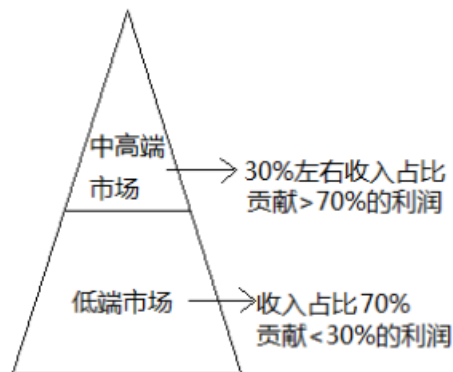 中高端
市场
30%左右收入占比
贡献>70%的利润
低端市场
收入占比70%
贡献<30%的利润